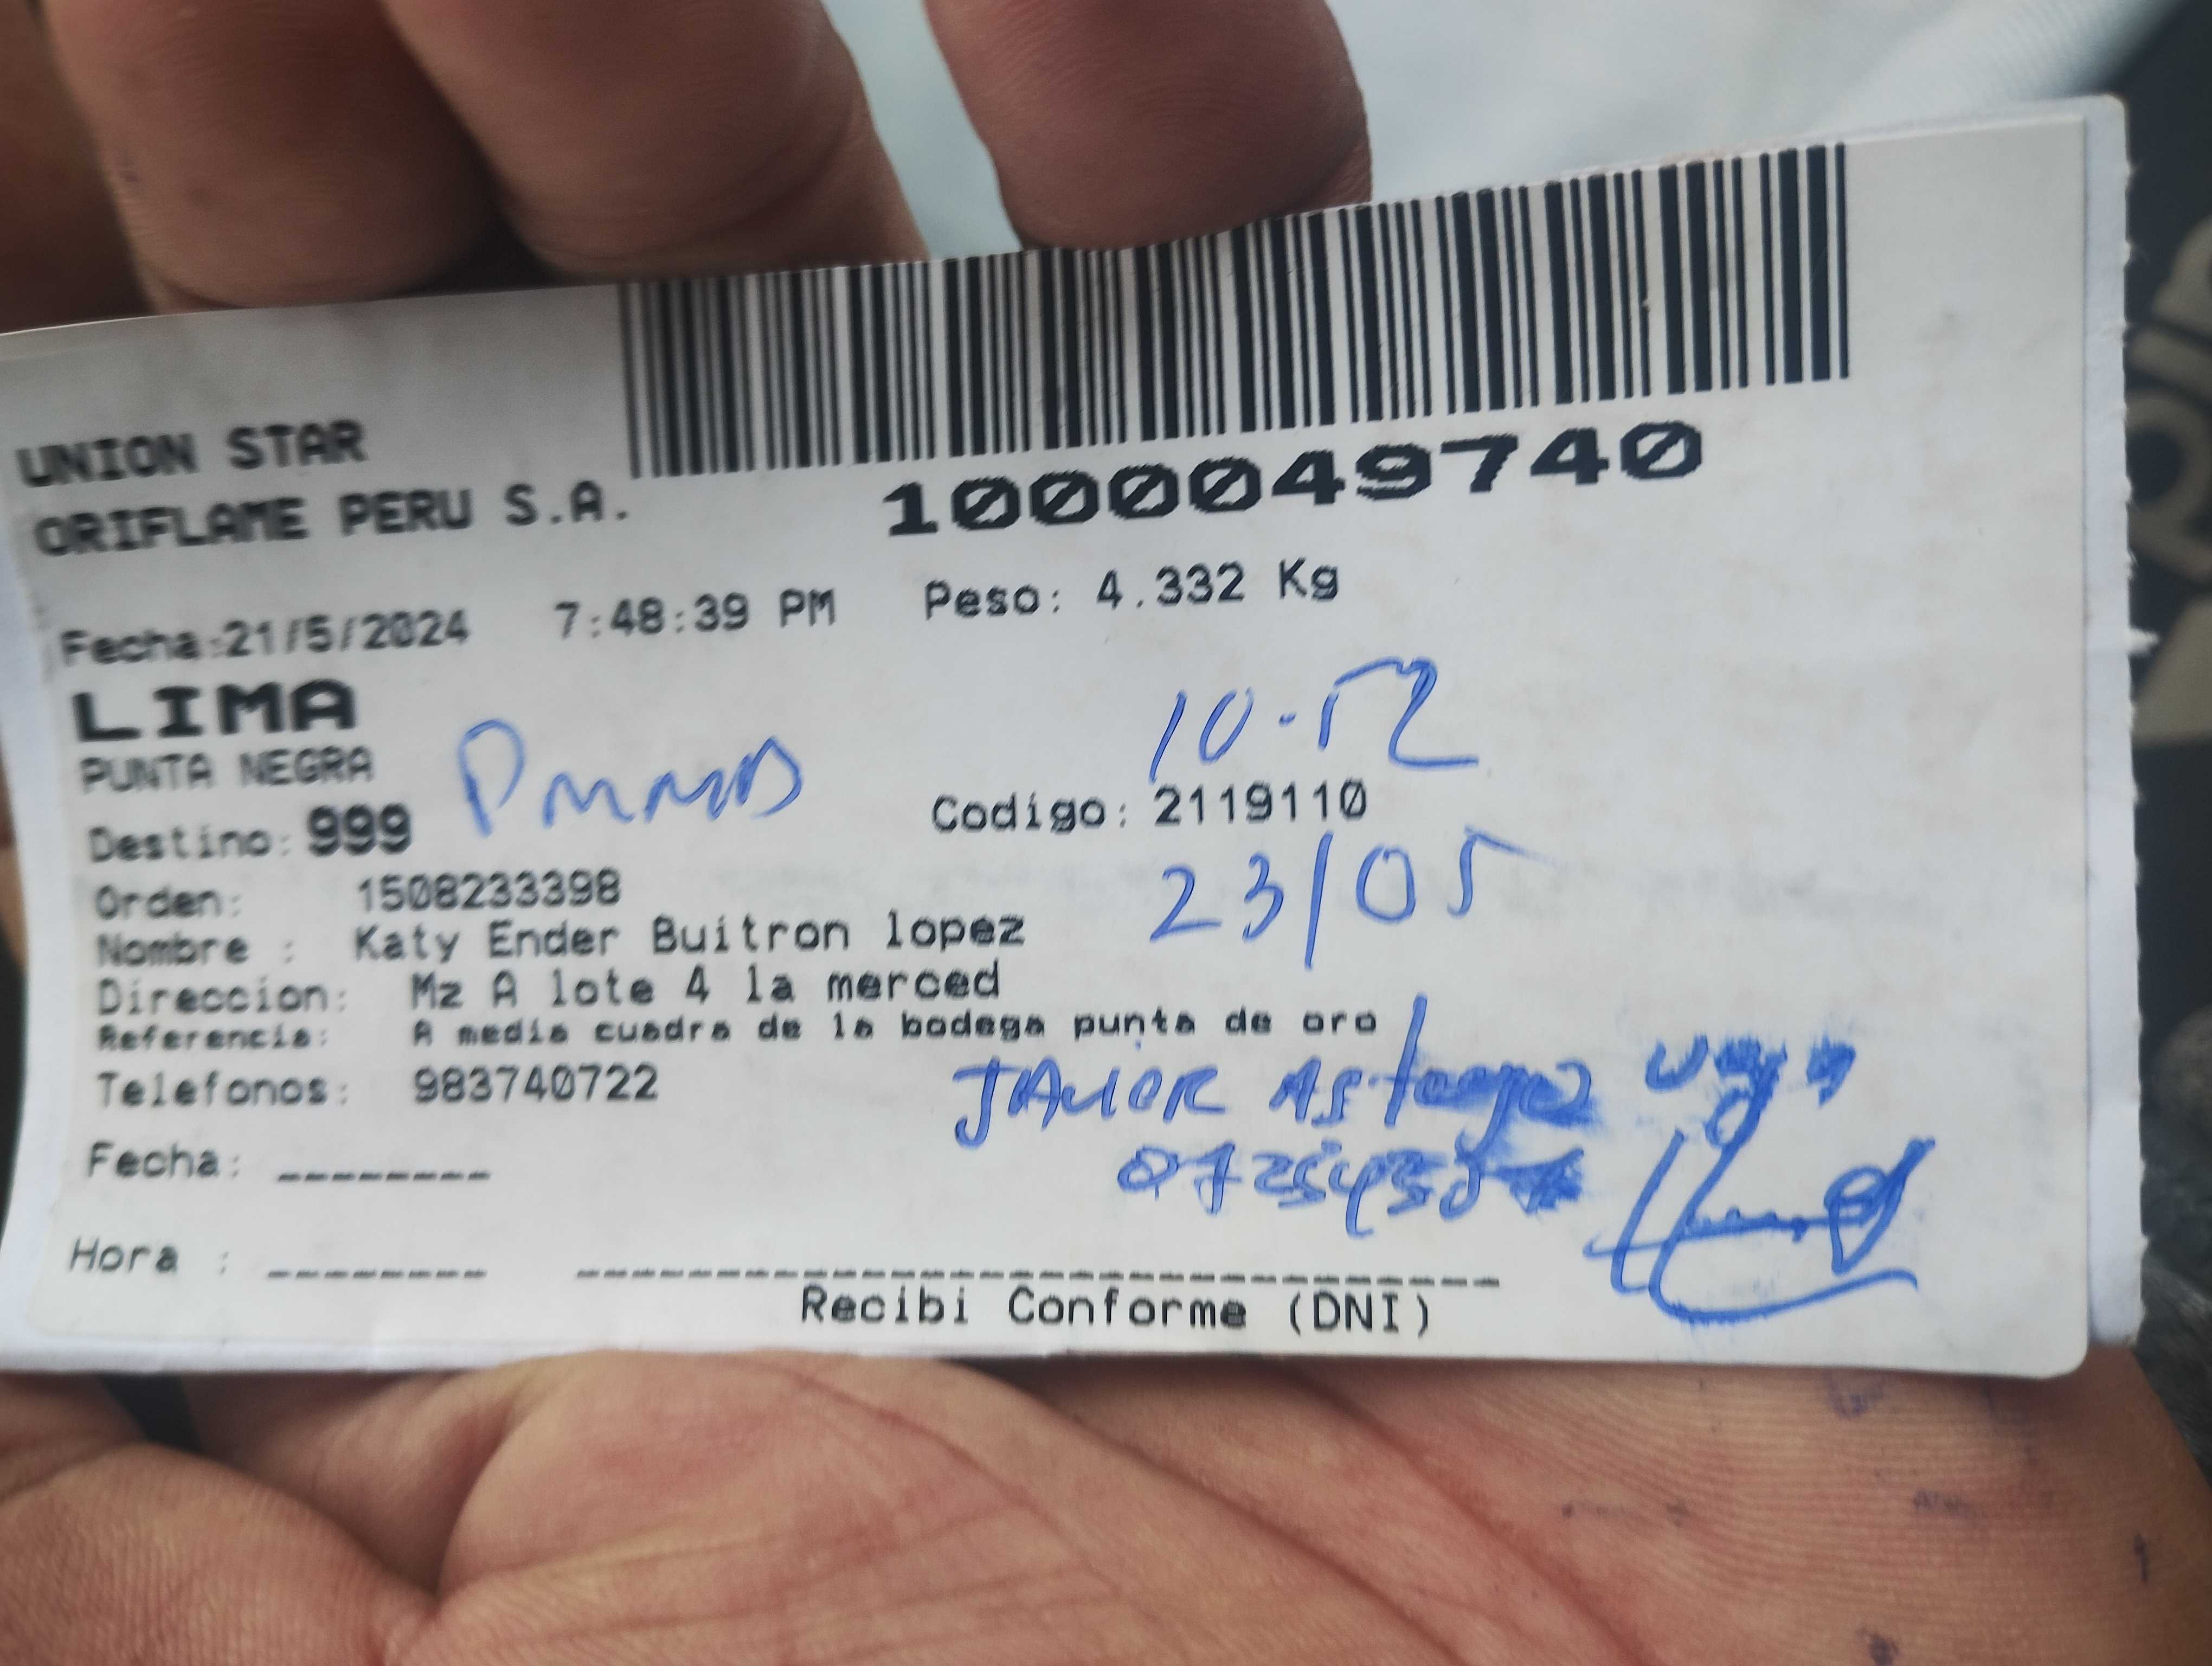 UNION STAR
ORIFLAME PERU S.A.
1000049740
Fecha:21/5/2024 7:48:39 PM Peso: 4.332 Kg
LIMA
10-52
PUNTA NEGRA
Destino: 999
Codigo: 2119110
23/05
Orden: 1508233398
Nombre : Katy Ender Buitron lopez
Direccion: Mz A lote 4 la merced
Referencia: A media cuadra de la bodega punta de oro
Telefonos: 983740722
JAVIER
Fecha: --------
Hora : --------
Recibi Conforme (DNI)